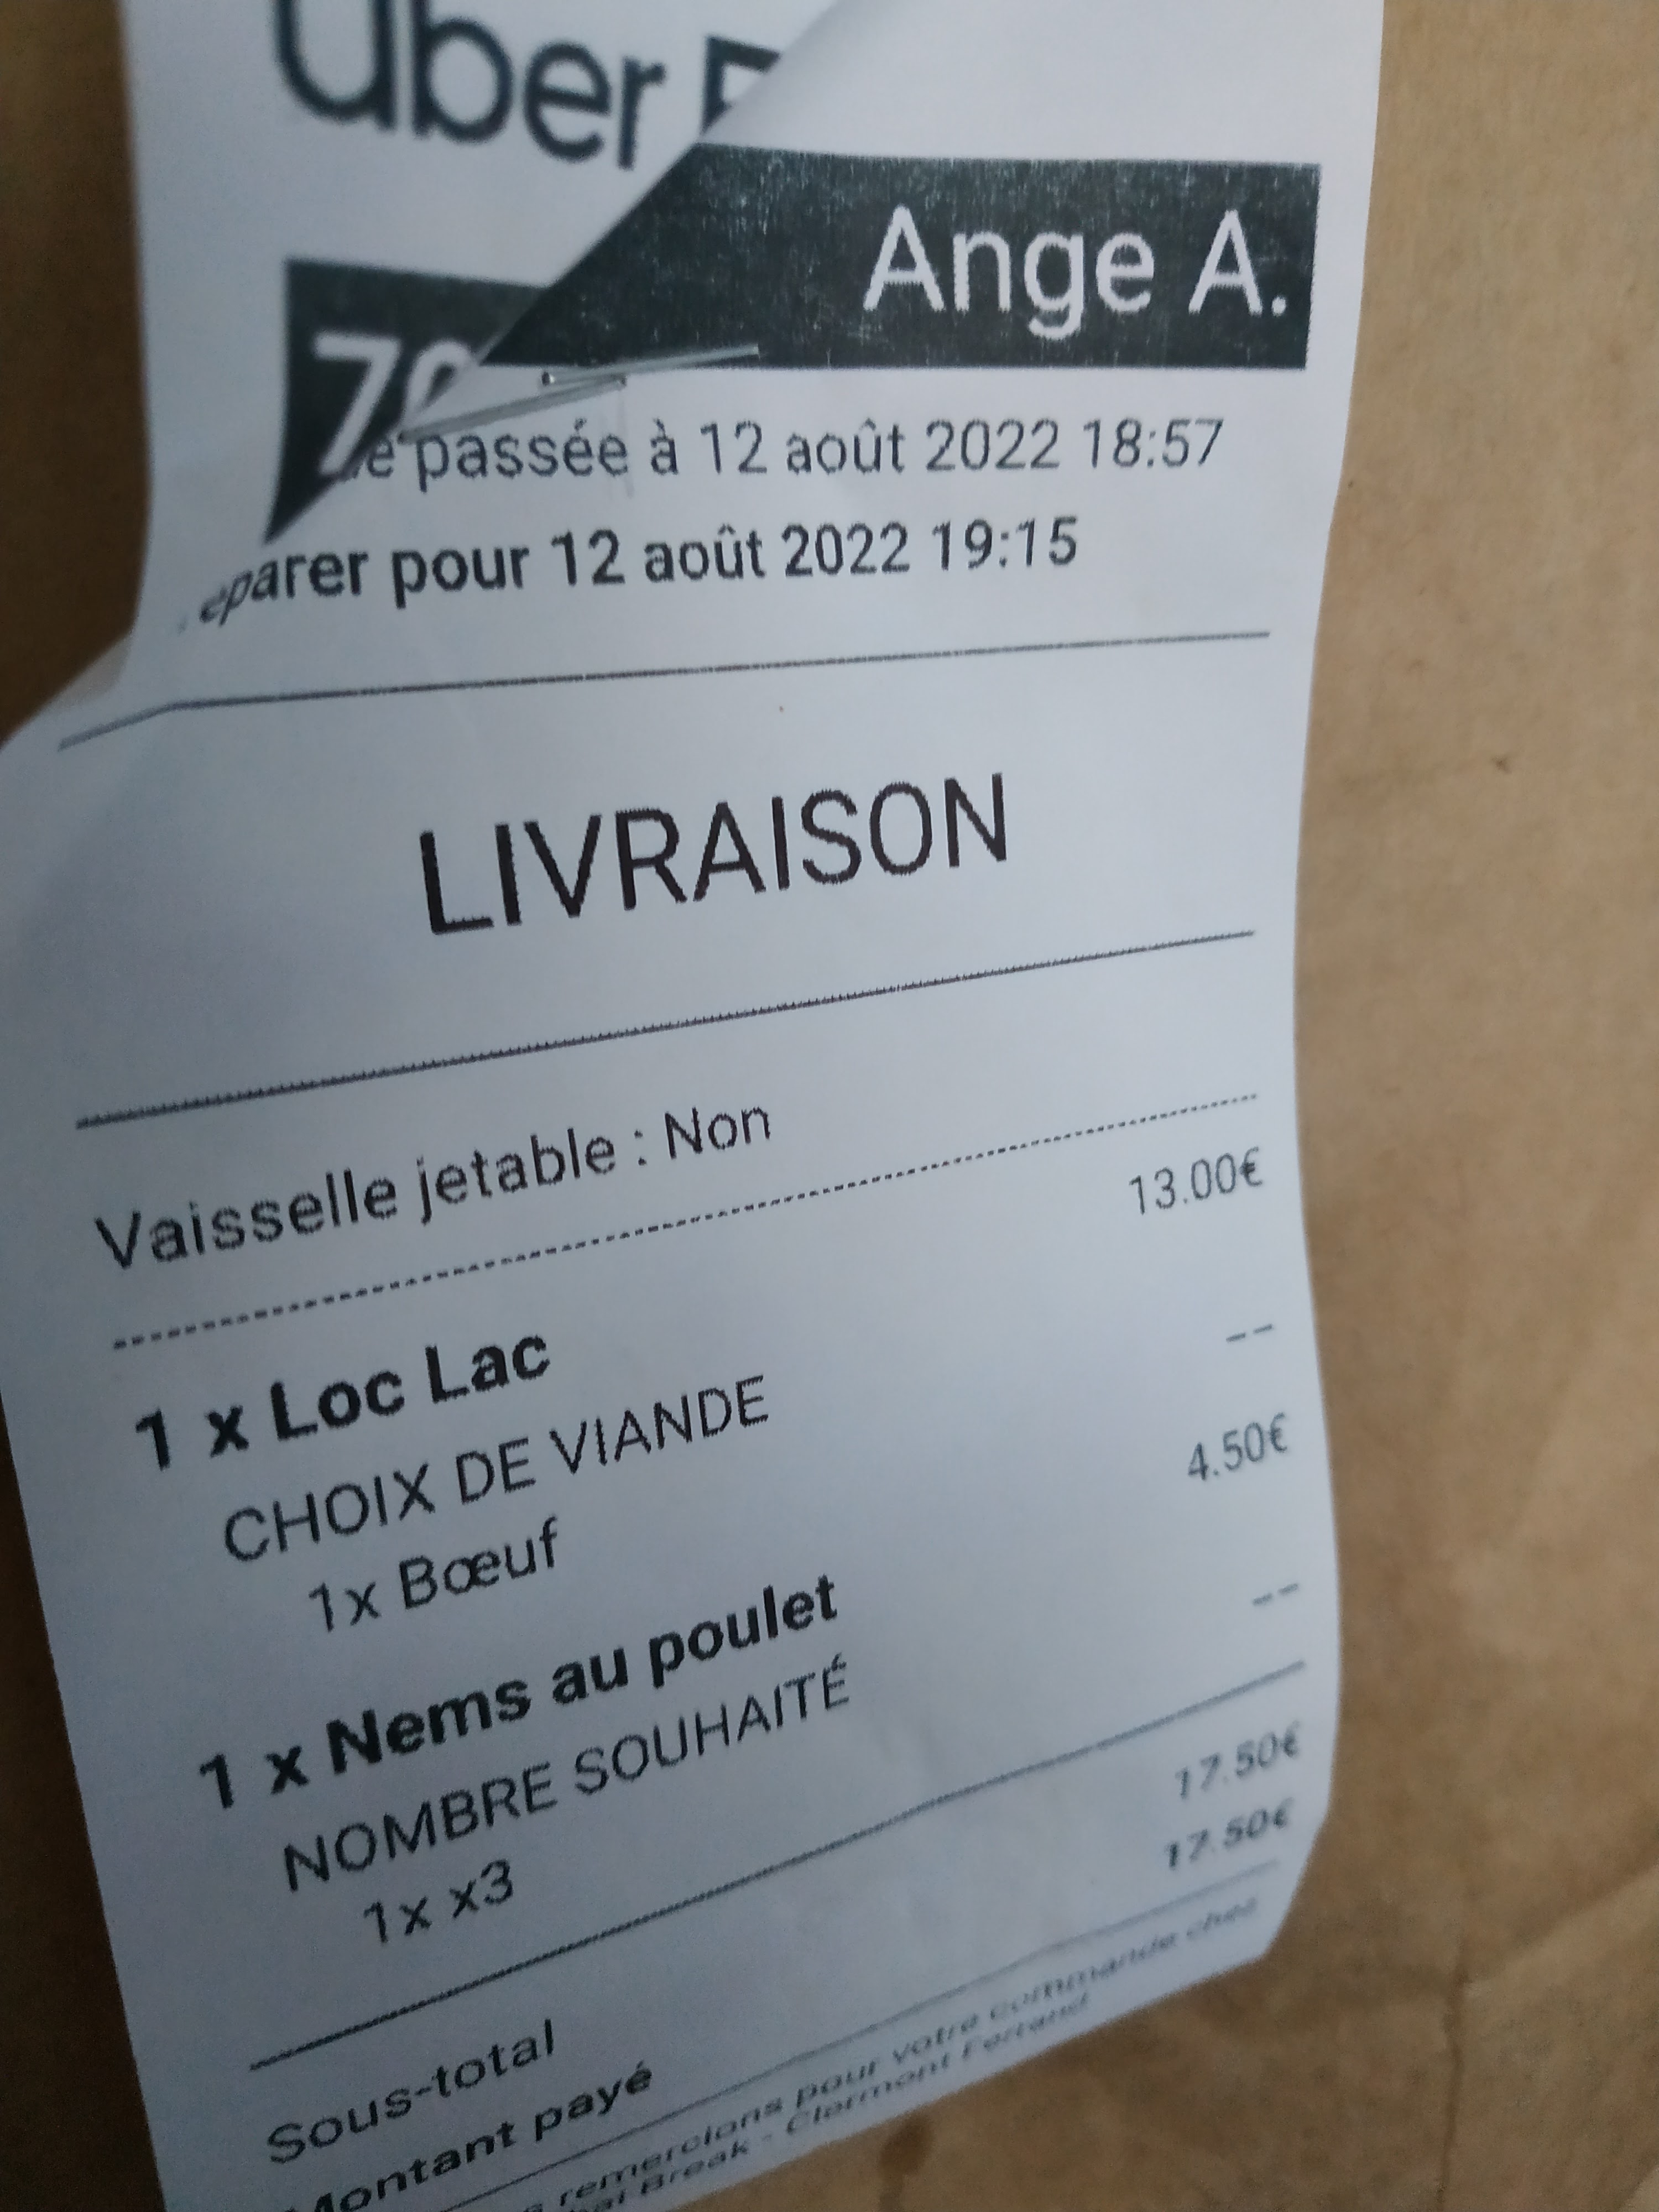 Uber
Ange A.
passée à 12 août 2022 18:57
éparer pour 12 août 2022 19:15
LIVRAISON
Vaisselle jetable : Non
1 x Loc Lac 13.00€
CHOIX DE VIANDE
1x Bœuf --
1 x Nems au poulet 4.50€
NOMBRE SOUHAITÉ
1x x3 --
Sous-total 17.50€
Montant payé 17.50€
remercions pour votre commande chez
hai Break - Clermont Ferrand